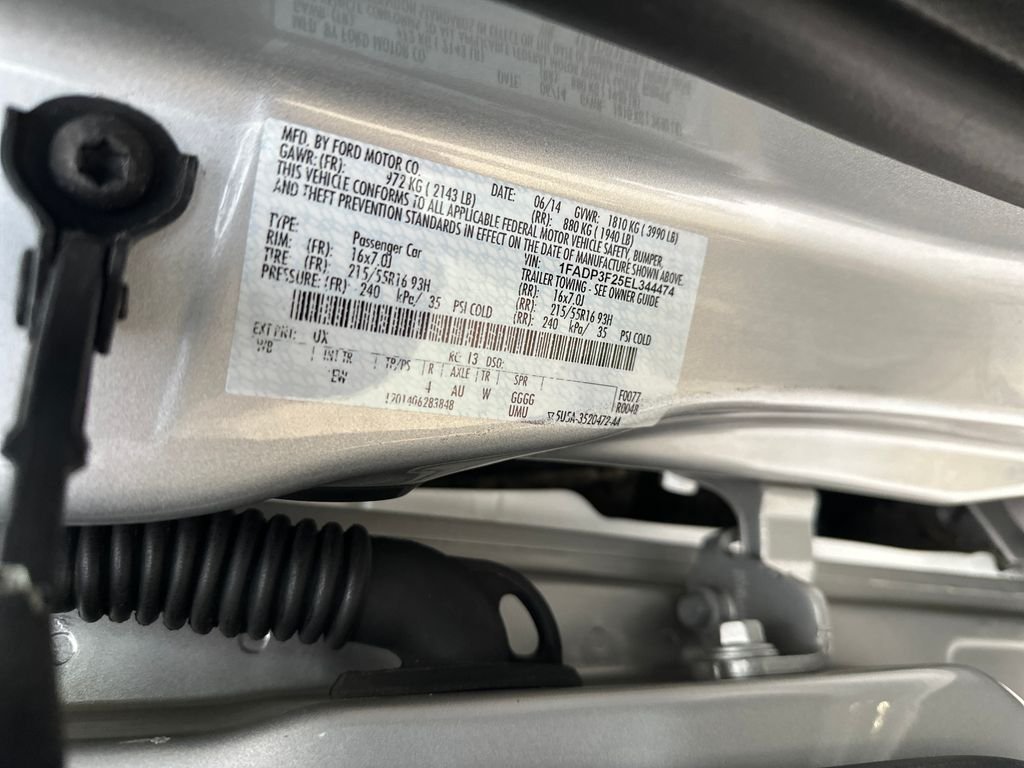 MFD. BY FORD MOTOR CO.
DATE: 06/14 GVWR: 1810 KG ( 3990 LB)
GAWR: (FR): 972 KG ( 2143 LB) (RR): 880 KG ( 1940 LB)
THIS VEHICLE CONFORMS TO ALL APPLICABLE FEDERAL MOTOR VEHICLE SAFETY, BUMPER,
AND THEFT PREVENTION STANDARDS IN EFFECT ON THE DATE OF MANUFACTURE SHOWN ABOVE.
VIN: 1FADP3F25EL344474
TYPE: Passenger Car TRAILER TOWING - SEE OWNER GUIDE
RIM: (FR): 16x7.0J (RR): 16x7.0J
TIRE: (FR): 215/55R16 93H (RR): 215/55R16 93H
PRESSURE: (FR): 240 kPa/ 35 PSI COLD (RR): 240 kPa/ 35 PSI COLD
EXT PNT: UX RC: 13 DSO:
WB | INT TR | TP/PS | R | AXLE | TR | SPR | F0077
EW 4 AU W GGGG R0048
UMU
1201406283848 5U5A-3520472-AA